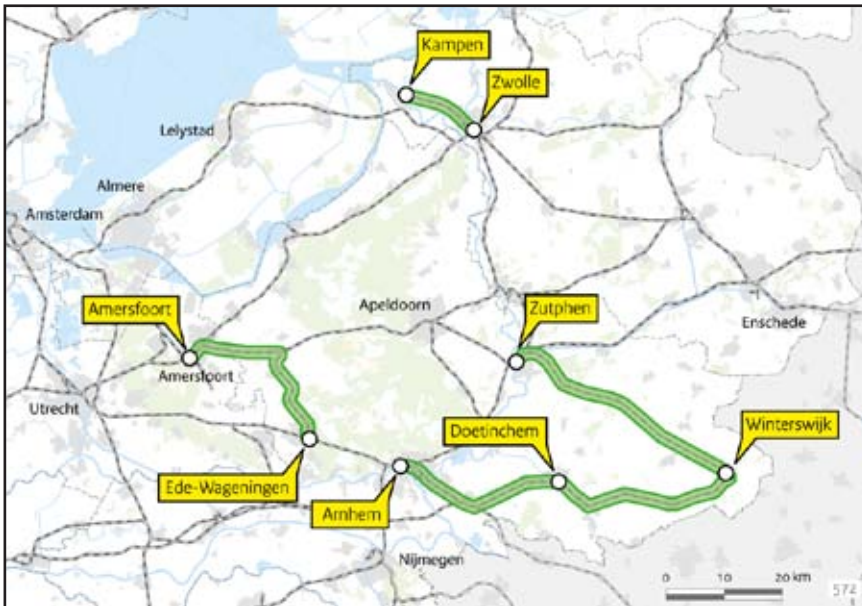 Kampen
Zwolle
Lelystad
Almere
Amsterdam
Amersfoort
Apeldoorn
Zutphen
Enschede
Amersfoort
Utrecht
Doetinchem
Winterswijk
Ede-Wageningen
Arnhem
Nijmegen
0 10 20 km
574